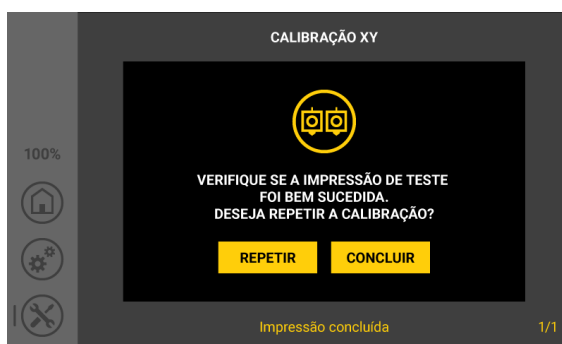 CALIBRAÇÃO XY
100%
VERIFIQUE SE A IMPRESSÃO DE TESTE
FOI BEM SUCEDIDA.
DESEJA REPETIR A CALIBRAÇÃO?
REPETIR
CONCLUIR
Impressão concluída
1/1